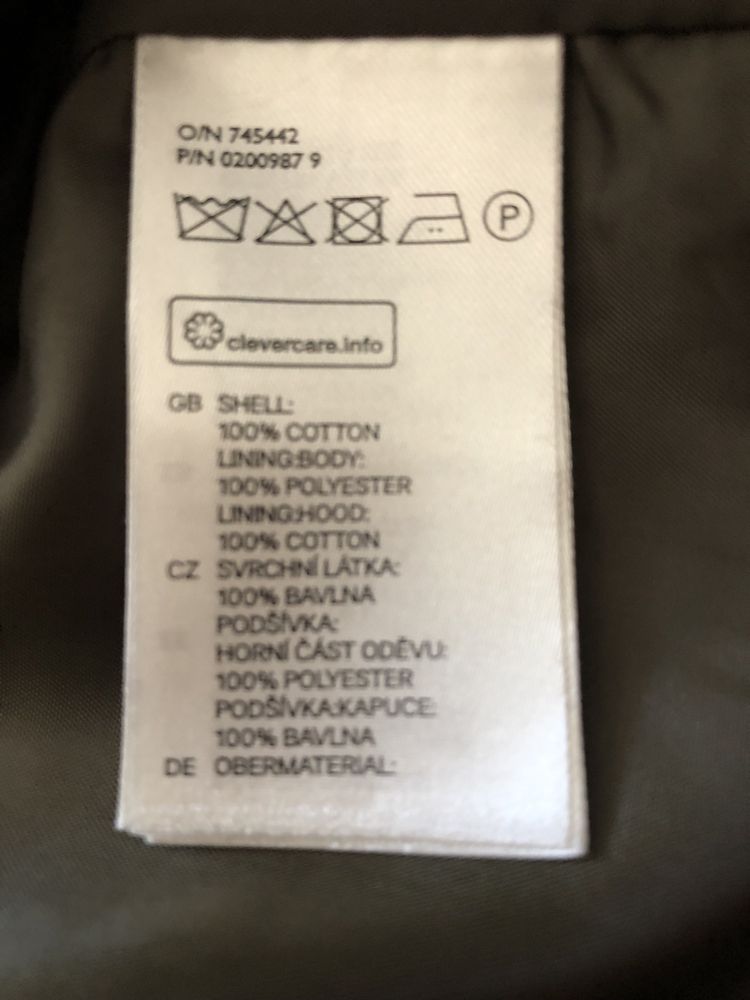 O/N 745442
P/N 0200987 9
P
clevercare.info
GB SHELL:
100% COTTON
LINING:BODY:
100% POLYESTER
LINING:HOOD:
100% COTTON
CZ SVRCHNÍ LÁTKA:
100% BAVLNA
PODŠÍVKA:
HORNÍ ČÁST ODĚVU:
100% POLYESTER
PODŠÍVKA:KAPUCE:
100% BAVLNA
DE OBERMATERIAL: